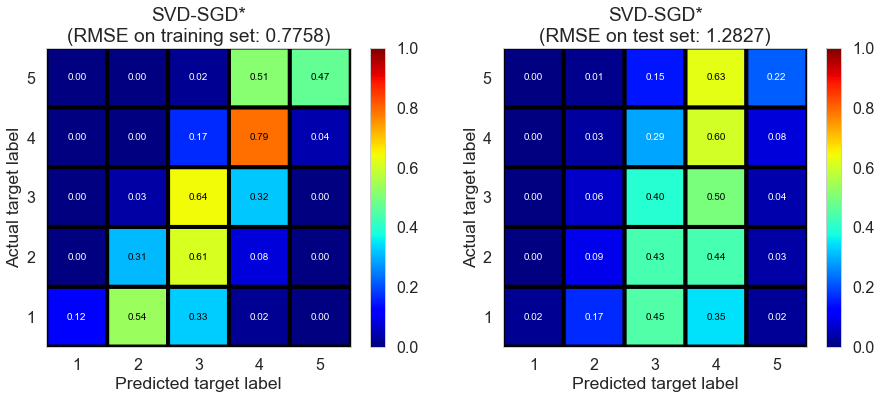 SVD-SGD*
(RMSE on training set: 0.7758)
Actual target label
5
0.00 0.00 0.02 0.51 0.47
4
0.00 0.00 0.17 0.79 0.04
3
0.00 0.03 0.64 0.32 0.00
2
0.00 0.31 0.61 0.08 0.00
1
0.12 0.54 0.33 0.02 0.00
1 2 3 4 5
Predicted target label
1.0
0.8
0.6
0.4
0.2
0.0
SVD-SGD*
(RMSE on test set: 1.2827)
Actual target label
5
0.00 0.01 0.15 0.63 0.22
4
0.00 0.03 0.29 0.60 0.08
3
0.00 0.06 0.40 0.50 0.04
2
0.00 0.09 0.43 0.44 0.03
1
0.02 0.17 0.45 0.35 0.02
1 2 3 4 5
Predicted target label
1.0
0.8
0.6
0.4
0.2
0.0